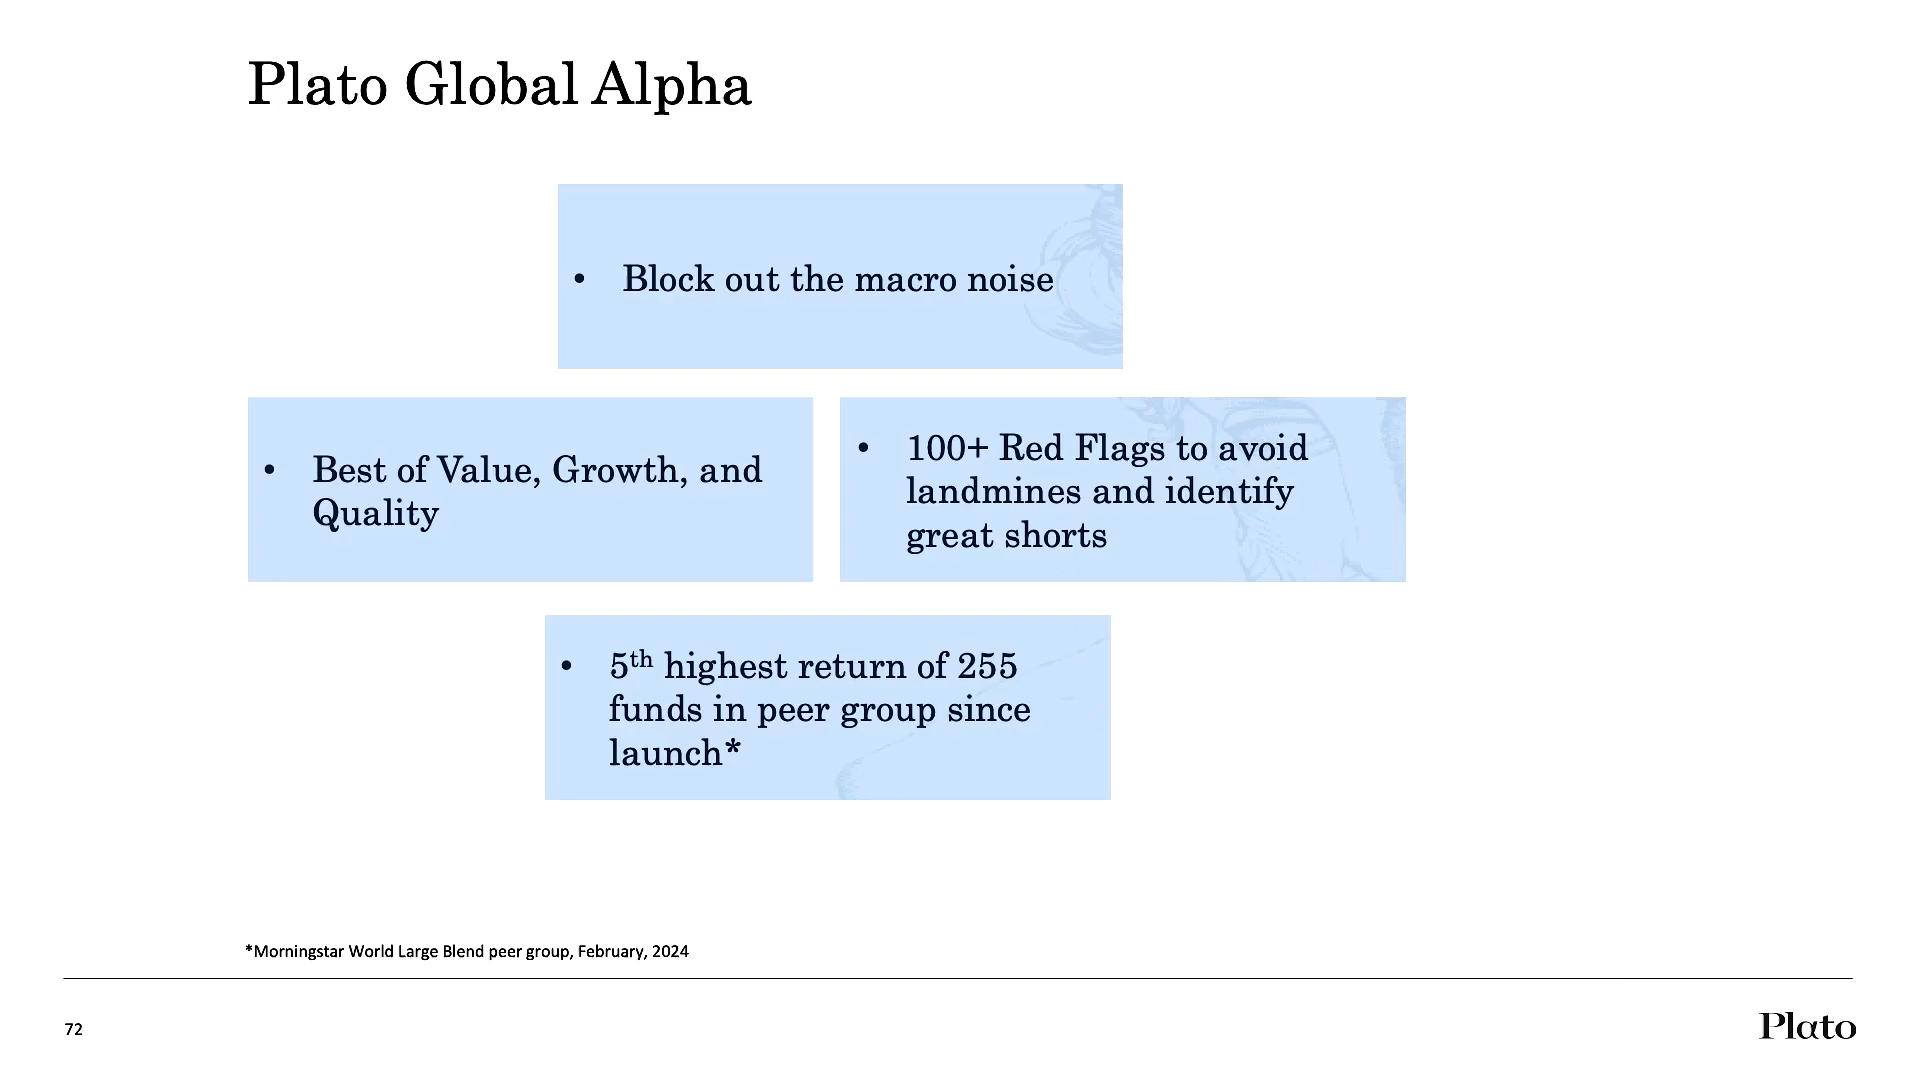 Plato Global Alpha
• Block out the macro noise
• Best of Value, Growth, and
Quality
• 100+ Red Flags to avoid
landmines and identify
great shorts
• 5th highest return of 255
funds in peer group since
launch*
*Morningstar World Large Blend peer group, February, 2024
72
Plato